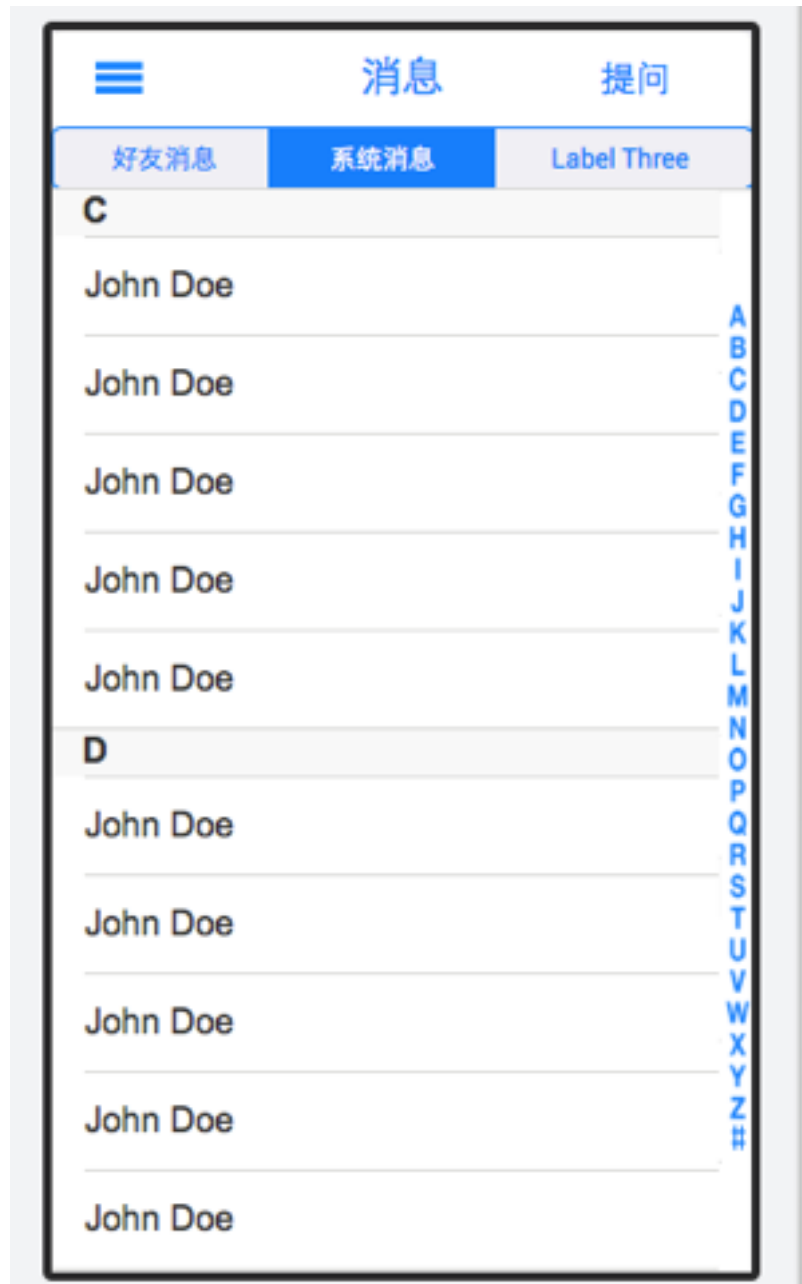 消息 提问
好友消息 系统消息 Label Three
C
John Doe
John Doe
John Doe
John Doe
John Doe
D
John Doe
John Doe
John Doe
John Doe
John Doe
A
B
C
D
E
F
G
H
I
J
K
L
M
N
O
P
Q
R
S
T
U
V
W
X
Y
Z
#